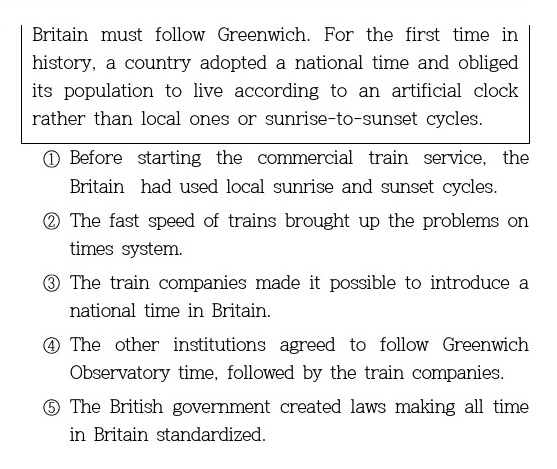 Britain must follow Greenwich. For the first time in
history, a country adopted a national time and obliged
its population to live according to an artificial clock
rather than local ones or sunrise-to-sunset cycles.
① Before starting the commercial train service, the
Britain had used local sunrise and sunset cycles.
② The fast speed of trains brought up the problems on
times system.
③ The train companies made it possible to introduce a
national time in Britain.
④ The other institutions agreed to follow Greenwich
Observatory time, followed by the train companies.
⑤ The British government created laws making all time
in Britain standardized.